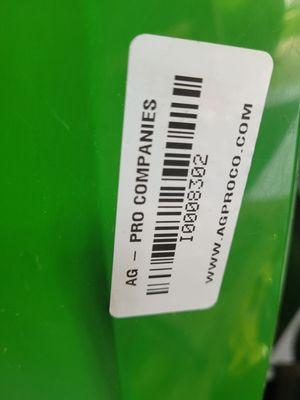 AG - PRO COMPANIES
I0008302
www.AGPROCO.COM